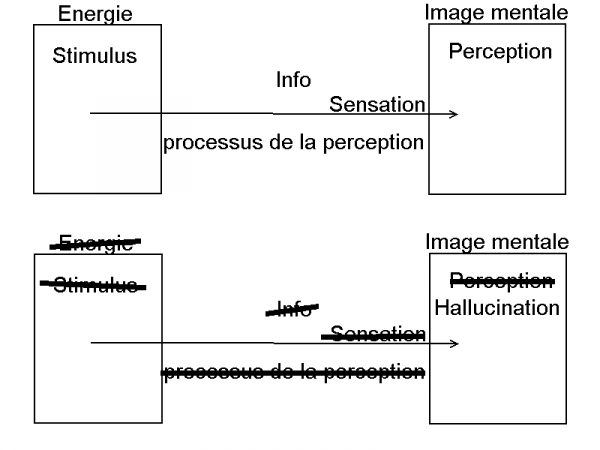 Energie
Image mentale
Stimulus
Perception
Info
Sensation
processus de la perception
Energie
Image mentale
Stimulus
Perception
Info
Hallucination
Sensation
processus de la perception